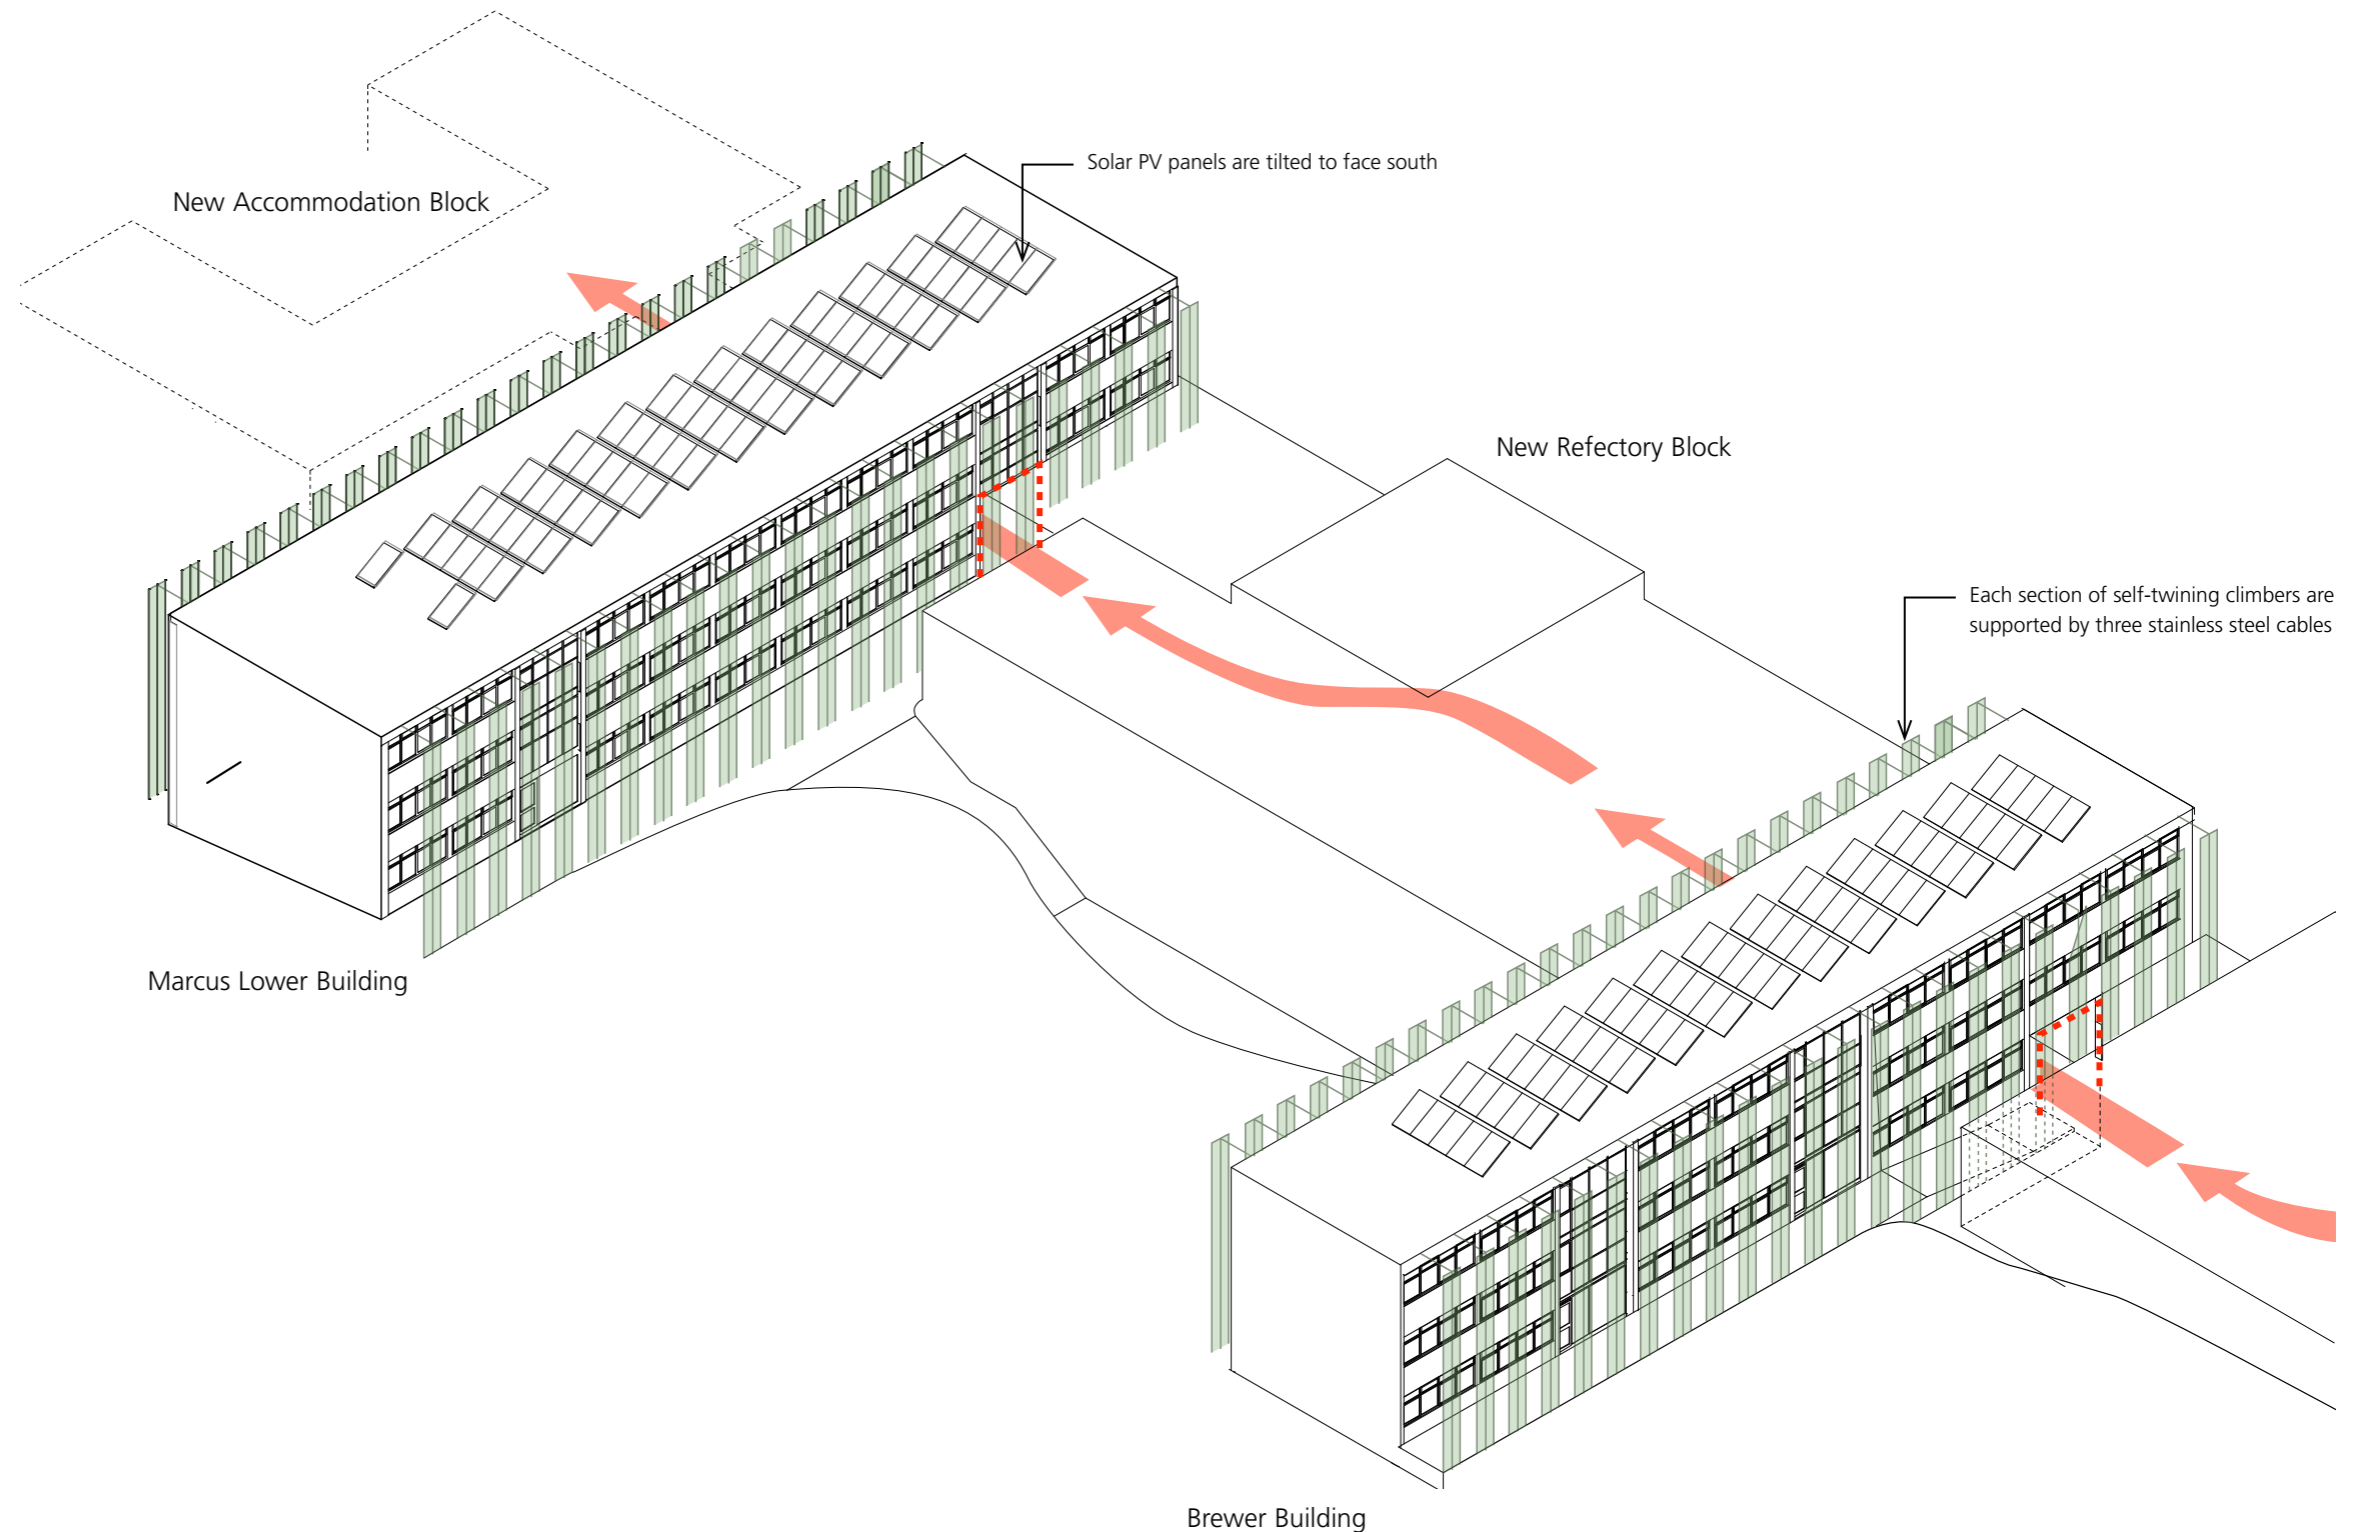 Solar PV panels are tilted to face south
New Accommodation Block
New Refectory Block
Each section of self-twining climbers are
supported by three stainless steel cables
Marcus Lower Building
Brewer Building